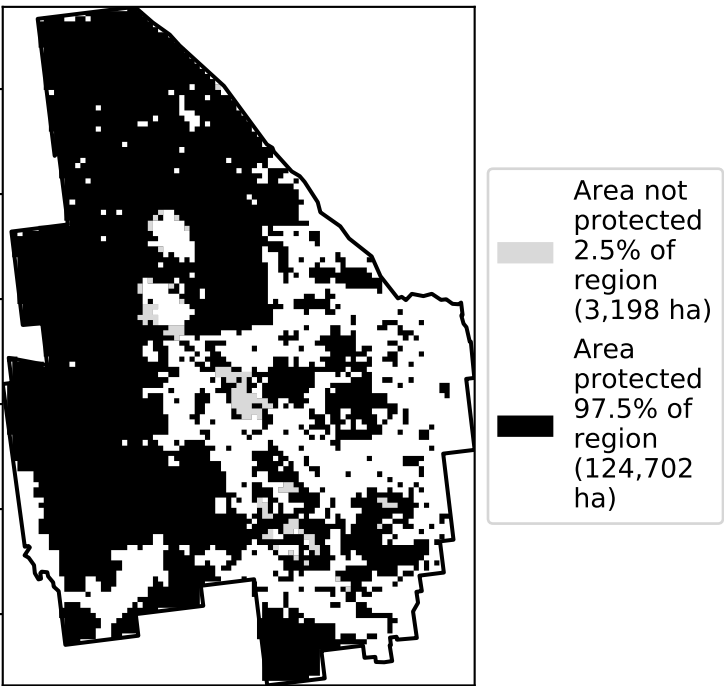 Area not
protected
2.5% of
region
(3,198 ha)
Area
protected
97.5% of
region
(124,702
ha)